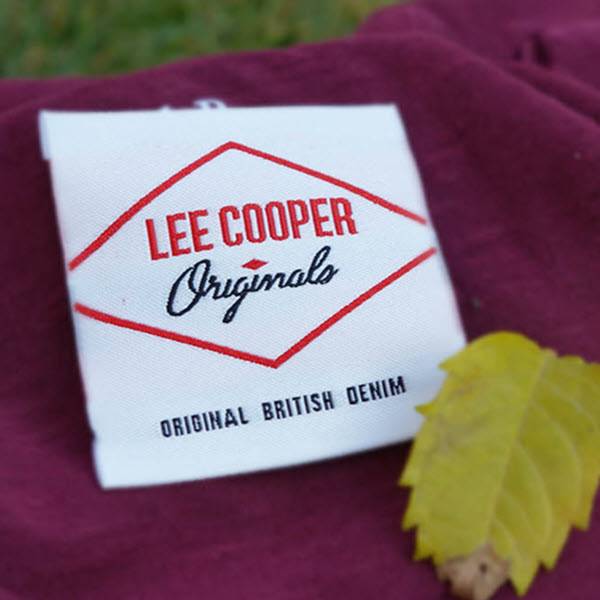 LEE COOPER
Originals
ORIGINAL BRITISH DENIM